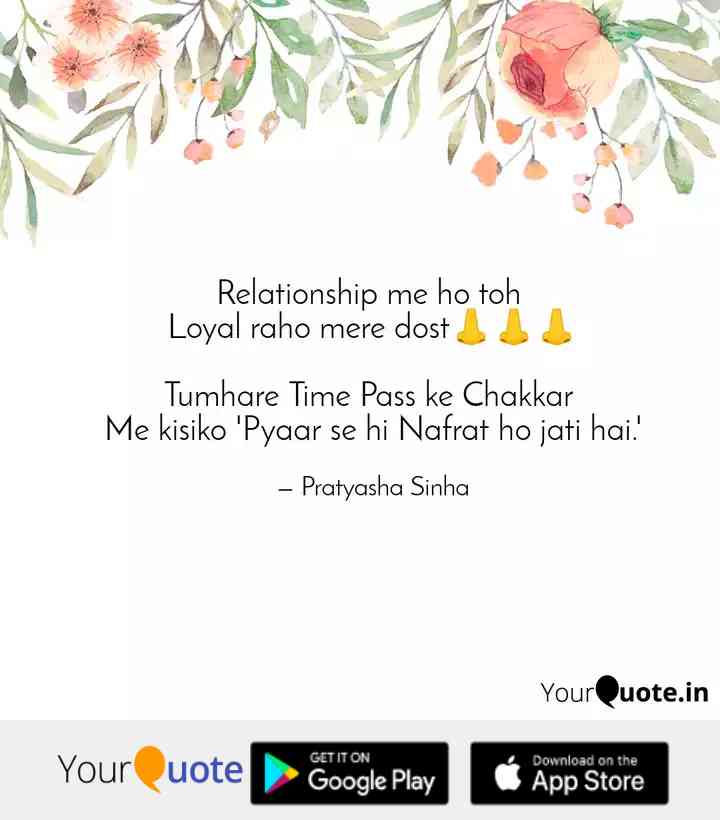 Relationship me ho toh
Loyal raho mere dost👃👃👃
Tumhare Time Pass ke Chakkar
Me kisiko 'Pyaar se hi Nafrat ho jati hai.'
– Pratyasha Sinha
YourQuote.in
YourQuote
GET IT ON
Google Play
Download on the
App Store